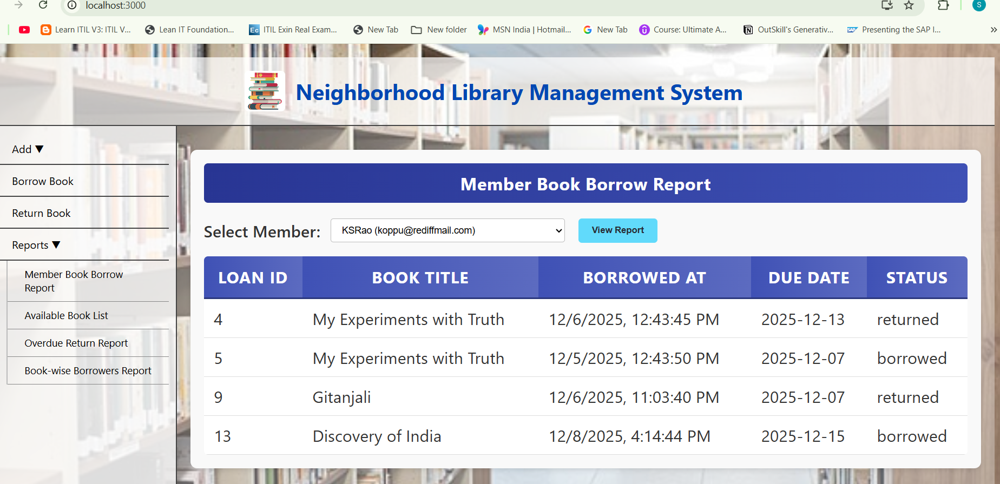 localhost:3000
S
Learn ITIL V3: ITIL V... Lean IT Foundation... Ec ITIL Exin Real Exam... New Tab New folder MSN India | Hotmail... New Tab Course: Ultimate A... OutSkill's Generativ... SAP Presenting the SAP I... »
Neighborhood Library Management System
Add ▼
Borrow Book
Return Book
Reports ▼
Member Book Borrow
Report
Available Book List
Overdue Return Report
Book-wise Borrowers Report
Member Book Borrow Report
Select Member: KSRao (koppu@rediffmail.com) View Report
LOAN ID BOOK TITLE BORROWED AT DUE DATE STATUS
4 My Experiments with Truth 12/6/2025, 12:43:45 PM 2025-12-13 returned
5 My Experiments with Truth 12/5/2025, 12:43:50 PM 2025-12-07 borrowed
9 Gitanjali 12/6/2025, 11:03:40 PM 2025-12-07 returned
13 Discovery of India 12/8/2025, 4:14:44 PM 2025-12-15 borrowed